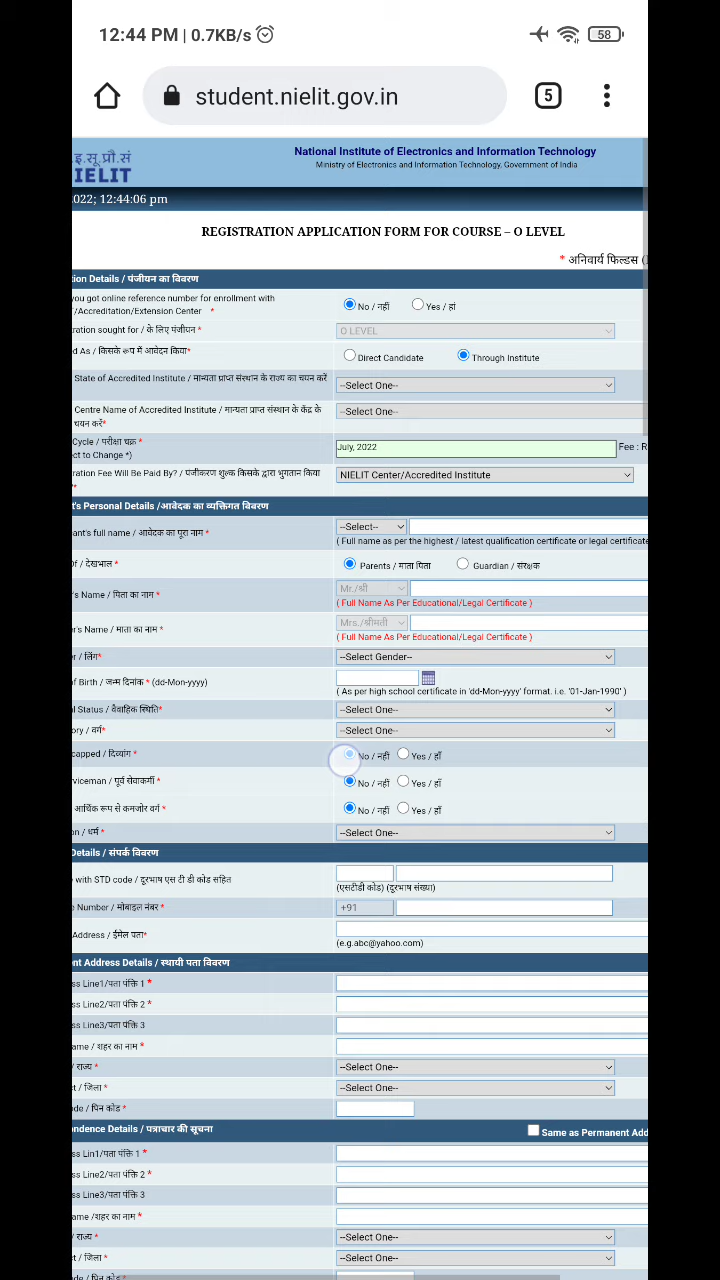 12:44 PM | 0.7KB/s 58
student.nielit.gov.in 5
इ.सू.प्रौ.सं National Institute of Electronics and Information Technology
IELIT Ministry of Electronics and Information Technology, Government of India
022; 12:44:06 pm
REGISTRATION APPLICATION FORM FOR COURSE – O LEVEL
* अनिवार्य फिल्डस (
ion Details / पंजीयन का विवरण
you got online reference number for enrollment with
/Accreditation/Extension Center * No / नहीं Yes / हां
ration sought for / के लिए पंजीयन * O LEVEL
d As / किसके रूप में आवेदन किया* Direct Candidate Through Institute
State of Accredited Institute / मान्यता प्राप्त संस्थान के राज्य का चयन करें --Select One--
Centre Name of Accredited Institute / मान्यता प्राप्त संस्थान के केंद्र के --Select One--
चयन करें*
Cycle / परीक्षा चक्र * July, 2022 Fee : R
ect to Change *)
ration Fee Will Be Paid By? / पंजीकरण शुल्क किसके द्वारा भुगतान किया NIELIT Center/Accredited Institute
*
t's Personal Details /आवेदक का व्यक्तिगत विवरण
ant's full name / आवेदक का पूरा नाम * --Select--
( Full name as per the highest / latest qualification certificate or legal certificate
Of / देखभाल * Parents / माता पिता Guardian / संरक्षक
's Name / पिता का नाम * Mr./श्री
( Full Name As Per Educational/Legal Certificate )
er's Name / माता का नाम * Mrs./श्रीमती
( Full Name As Per Educational/Legal Certificate )
r / लिंग* --Select Gender--
of Birth / जन्म दिनांक * (dd-Mon-yyyy)
( As per high school certificate in 'dd-Mon-yyyy' format. i.e. '01-Jan-1990' )
l Status / वैवाहिक स्थिति* --Select One--
ory / वर्ग* --Select One--
capped / दिव्यांग * No / नहीं Yes / हाँ
viceman / पूर्व सेवाकर्मी * No / नहीं Yes / हाँ
आर्थिक रूप से कमजोर वर्ग * No / नहीं Yes / हाँ
on / धर्म * --Select One--
Details / संपर्क विवरण
with STD code / दूरभाष एस टी डी कोड सहित
(एसटीडी कोड) (दूरभाष संख्या)
e Number / मोबाइल नंबर * +91
Address / ईमेल पता*
(e.g.abc@yahoo.com)
nt Address Details / स्थायी पता विवरण
ss Line1/पता पंक्ति 1 *
ss Line2/पता पंक्ति 2 *
ss Line3/पता पंक्ति 3
ame / शहर का नाम *
/ राज्य * --Select One--
ct / जिला * --Select One--
de / पिन कोड *
ondence Details / पत्राचार की सूचना Same as Permanent Add
ss Lin1/पता पंक्ति 1 *
ss Line2/पता पंक्ति 2 *
ss Line3/पता पंक्ति 3
ame /शहर का नाम *
/ राज्य * --Select One--
ct / जिला * --Select One--
de / पिन कोड *